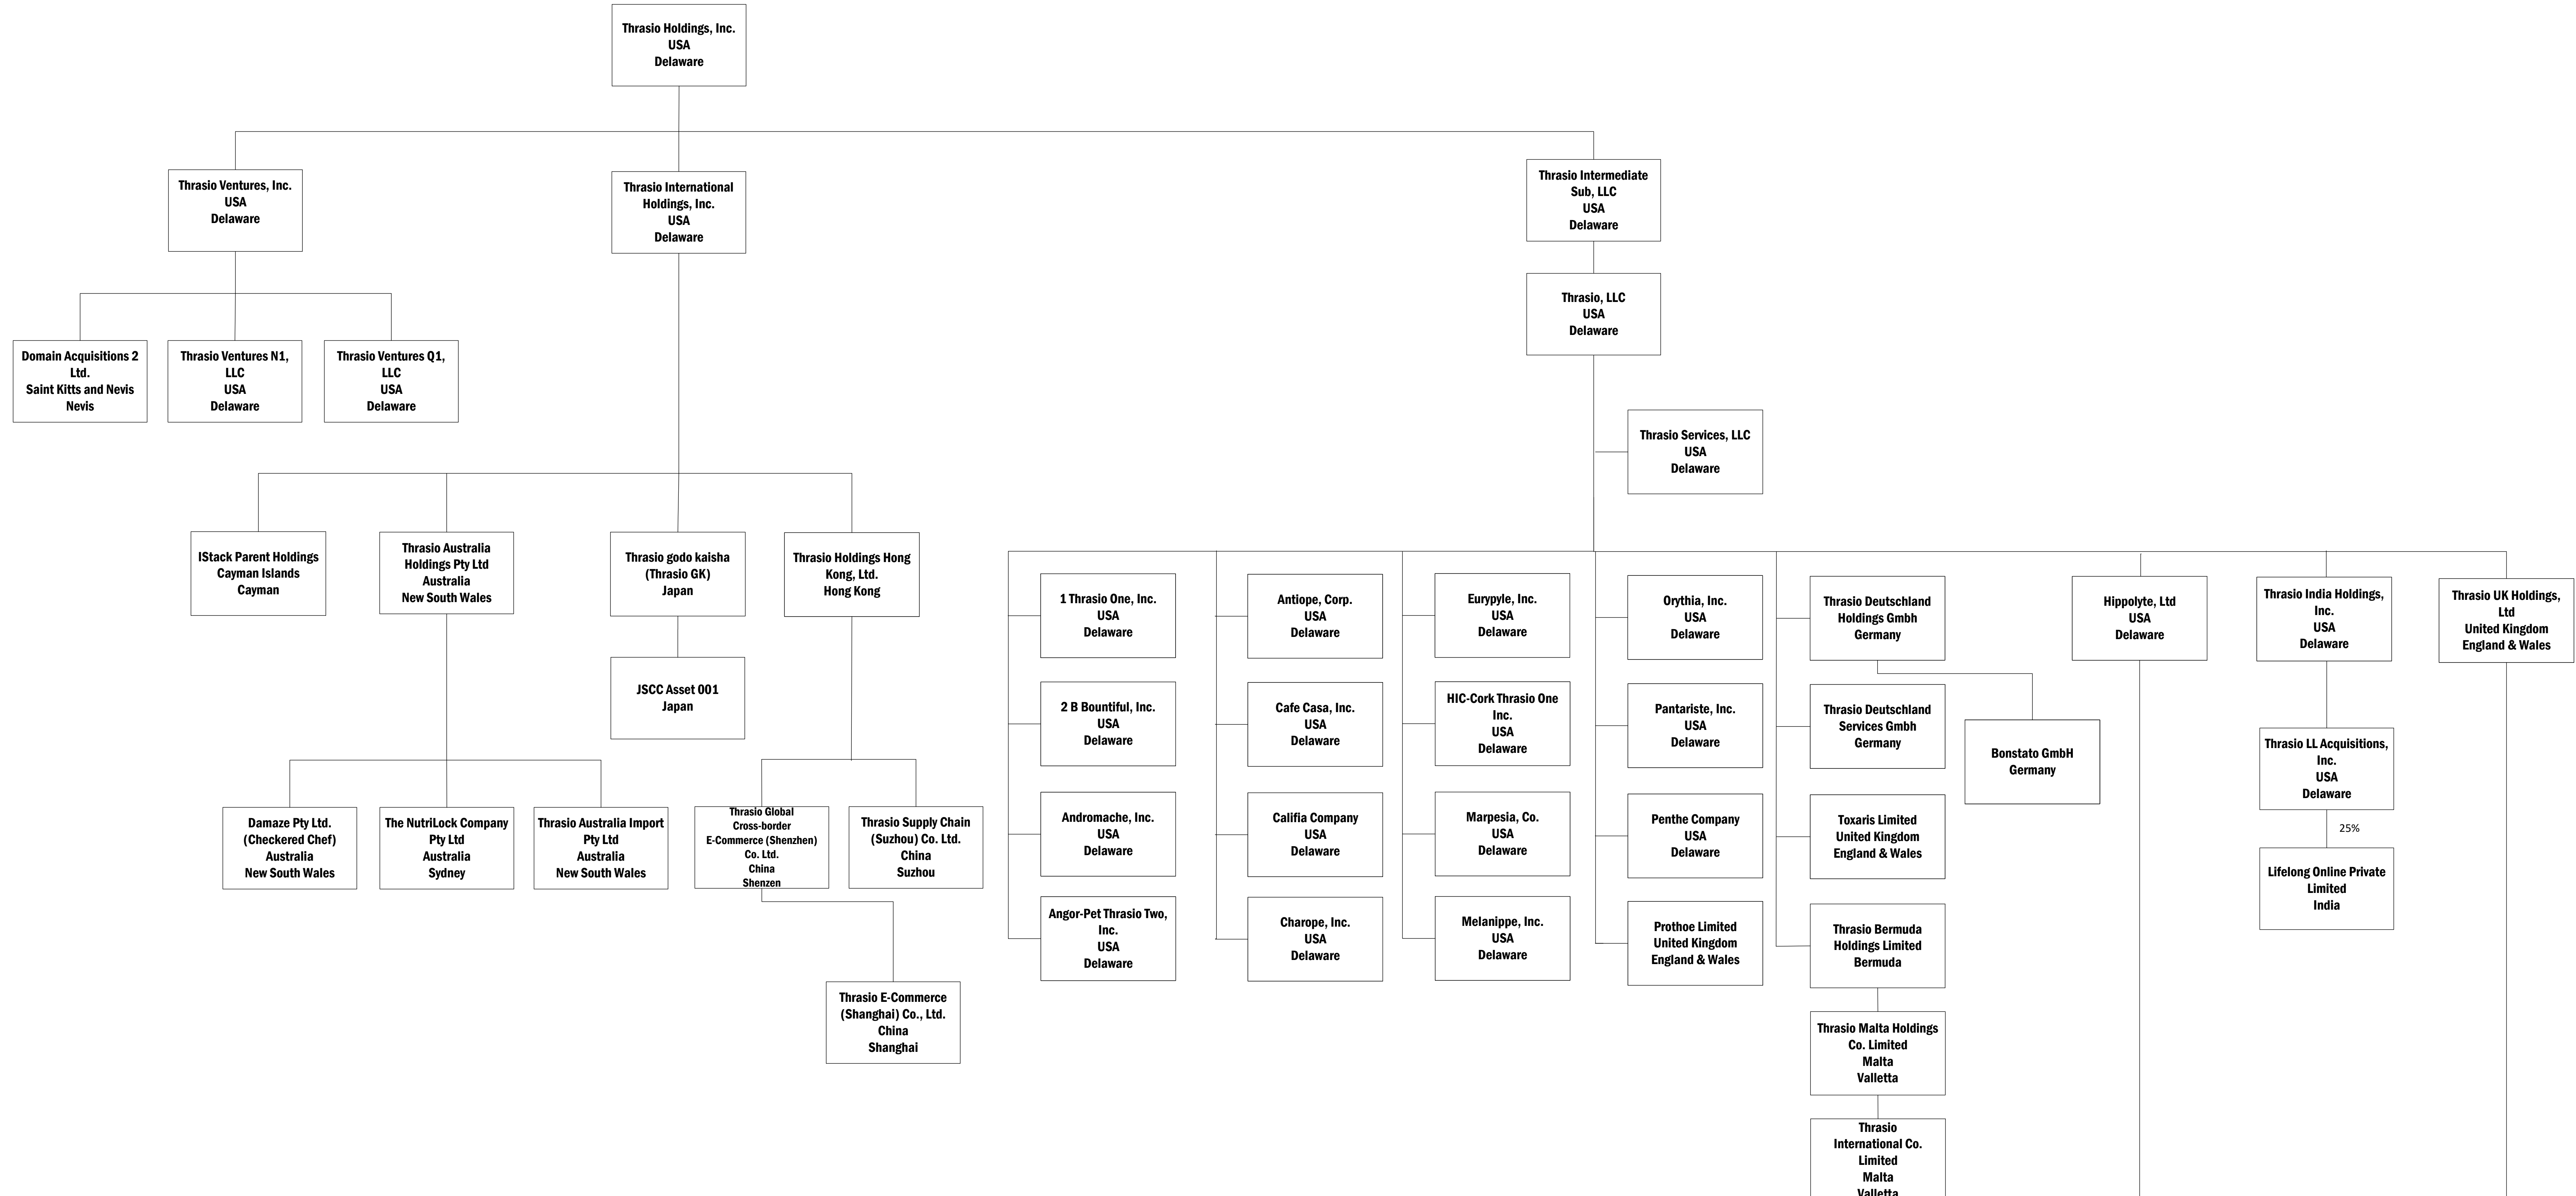 Thrasio Holdings, Inc.
USA
Delaware
Thrasio Ventures, Inc.
USA
Delaware
Thrasio International
Holdings, Inc.
USA
Delaware
Thrasio Intermediate
Sub, LLC
USA
Delaware
Thrasio, LLC
USA
Delaware
Domain Acquisitions 2
Ltd.
Saint Kitts and Nevis
Nevis
Thrasio Ventures N1,
LLC
USA
Delaware
Thrasio Ventures Q1,
LLC
USA
Delaware
Thrasio Services, LLC
USA
Delaware
IStack Parent Holdings
Cayman Islands
Cayman
Thrasio Australia
Holdings Pty Ltd
Australia
New South Wales
Thrasio godo kaisha
(Thrasio GK)
Japan
Thrasio Holdings Hong
Kong, Ltd.
Hong Kong
JSCC Asset 001
Japan
Damaze Pty Ltd.
(Checkered Chef)
Australia
New South Wales
The NutriLock Company
Pty Ltd
Australia
Sydney
Thrasio Australia Import
Pty Ltd
Australia
New South Wales
Thrasio Global
Cross-border
E-Commerce (Shenzhen)
Co. Ltd.
China
Shenzen
Thrasio Supply Chain
(Suzhou) Co. Ltd.
China
Suzhou
Thrasio E-Commerce
(Shanghai) Co., Ltd.
China
Shanghai
1 Thrasio One, Inc.
USA
Delaware
2 B Bountiful, Inc.
USA
Delaware
Andromache, Inc.
USA
Delaware
Angor-Pet Thrasio Two,
Inc.
USA
Delaware
Antiope, Corp.
USA
Delaware
Cafe Casa, Inc.
USA
Delaware
Califia Company
USA
Delaware
Charope, Inc.
USA
Delaware
Eurypyle, Inc.
USA
Delaware
HIC-Cork Thrasio One
Inc.
USA
Delaware
Marpesia, Co.
USA
Delaware
Melanippe, Inc.
USA
Delaware
Orythia, Inc.
USA
Delaware
Pantariste, Inc.
USA
Delaware
Penthe Company
USA
Delaware
Prothoe Limited
United Kingdom
England & Wales
Thrasio Deutschland
Holdings Gmbh
Germany
Thrasio Deutschland
Services Gmbh
Germany
Toxaris Limited
United Kingdom
England & Wales
Thrasio Bermuda
Holdings Limited
Bermuda
Thrasio Malta Holdings
Co. Limited
Malta
Valletta
Thrasio
International Co.
Limited
Malta
Valletta
Bonstato GmbH
Germany
Hippolyte, Ltd
USA
Delaware
Thrasio India Holdings,
Inc.
USA
Delaware
Thrasio LL Acquisitions,
Inc.
USA
Delaware
25%
Lifelong Online Private
Limited
India
Thrasio UK Holdings,
Ltd
United Kingdom
England & Wales